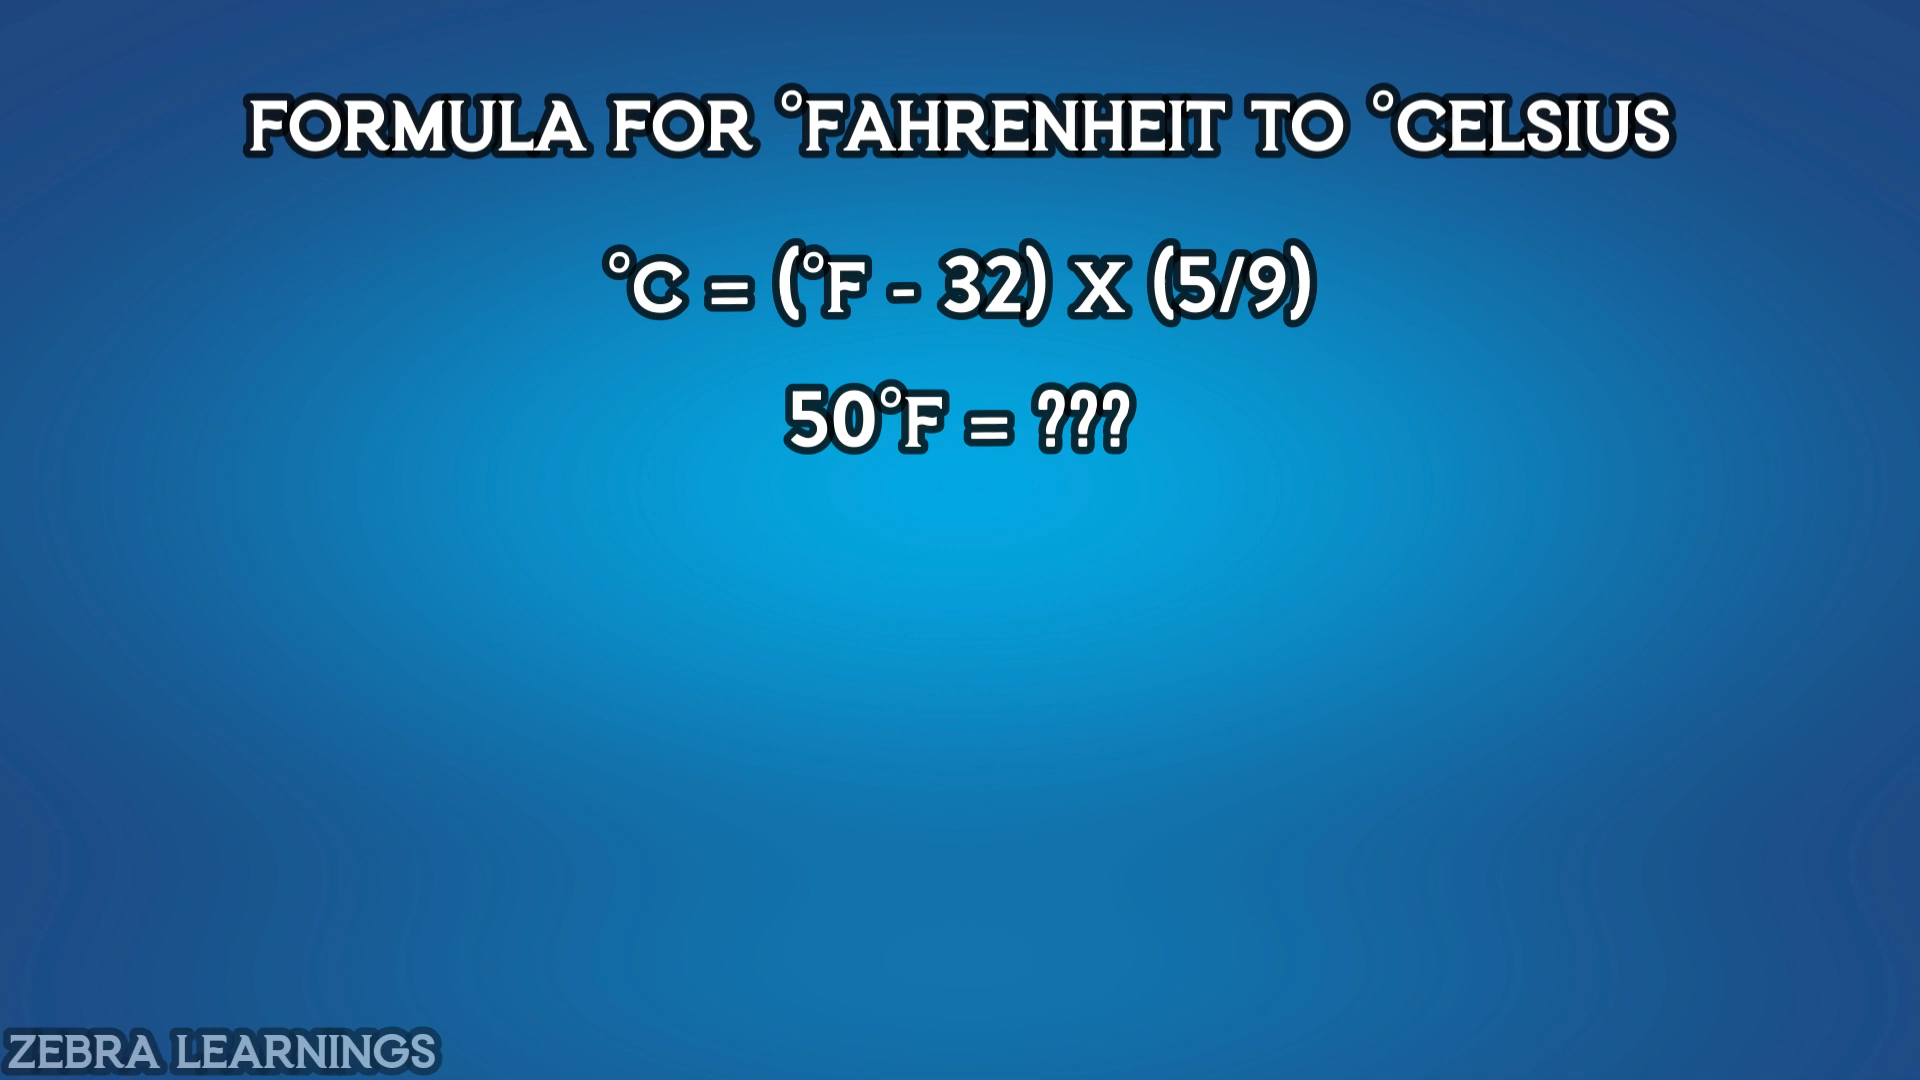 FORMULA FOR °FAHRENHEIT TO °CELSIUS
°C = (°F - 32) X (5/9)
50°F = ???
ZEBRA LEARNINGS